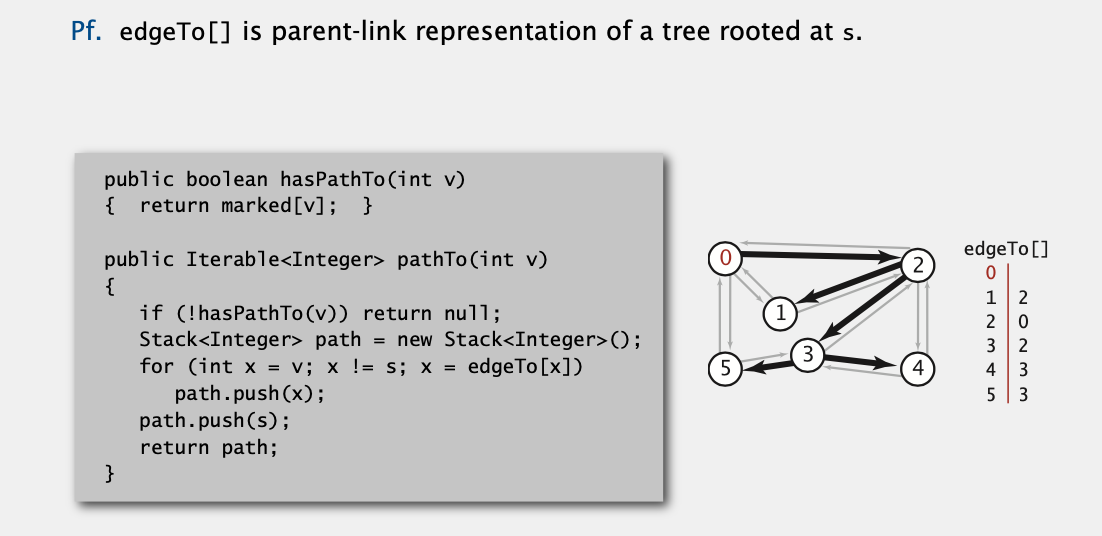 Pf. edgeTo[] is parent-link representation of a tree rooted at s.
public boolean hasPathTo(int v)
{  return marked[v];  }
public Iterable<Integer> pathTo(int v)
{
   if (!hasPathTo(v)) return null;
   Stack<Integer> path = new Stack<Integer>();
   for (int x = v; x != s; x = edgeTo[x])
      path.push(x);
   path.push(s);
   return path;
}
0
2
1
3
5
4
edgeTo[]
0
1 2
2 0
3 2
4 3
5 3